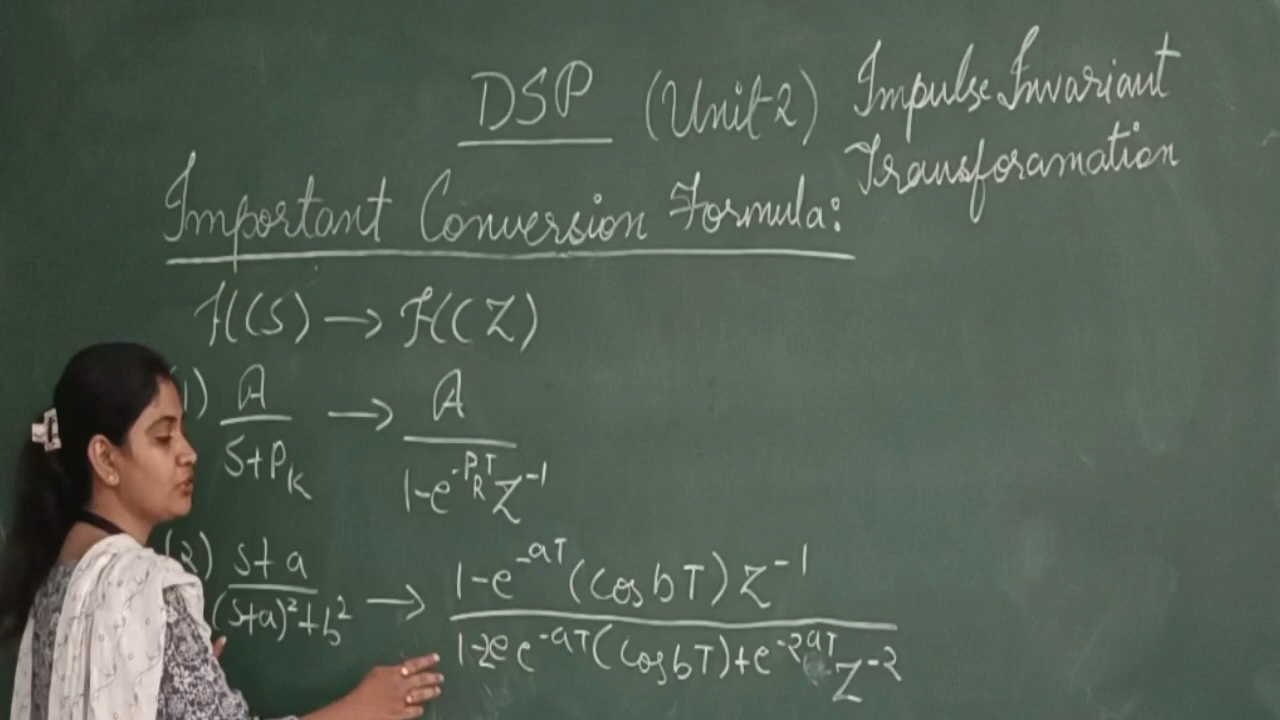 DSP (Unit-2) Impulse Invariant
Transforamation
Important Conversion Formula:
H(S) → H(Z)
1) A / S+P_K → A / 1-e^-P_K T Z^-1
(2) s+a / (s+a)²+b² → 1-e^-aT (Cos bT) Z^-1 / 1-2e e^-aT (Cos bT)+e^-2aT Z^-2